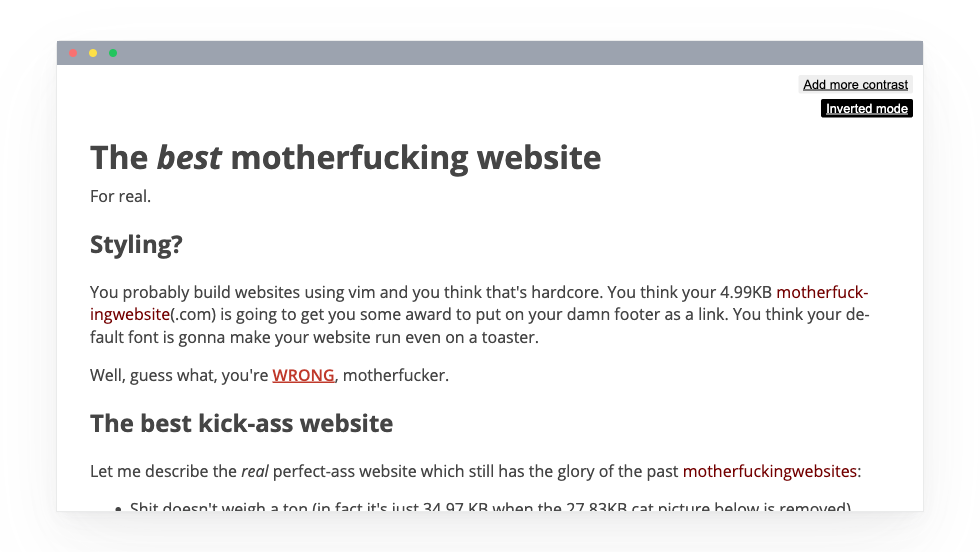 Add more contrast
Inverted mode
The best motherfucking website
For real.
Styling?
You probably build websites using vim and you think that's hardcore. You think your 4.99KB motherfuck-
ingwebsite(.com) is going to get you some award to put on your damn footer as a link. You think your de-
fault font is gonna make your website run even on a toaster.
Well, guess what, you're WRONG, motherfucker.
The best kick-ass website
Let me describe the real perfect-ass website which still has the glory of the past motherfuckingwebsites:
• Shit doesn't weigh a ton (in fact it's just 34.97 KB when the 27.83KB cat picture below is removed)